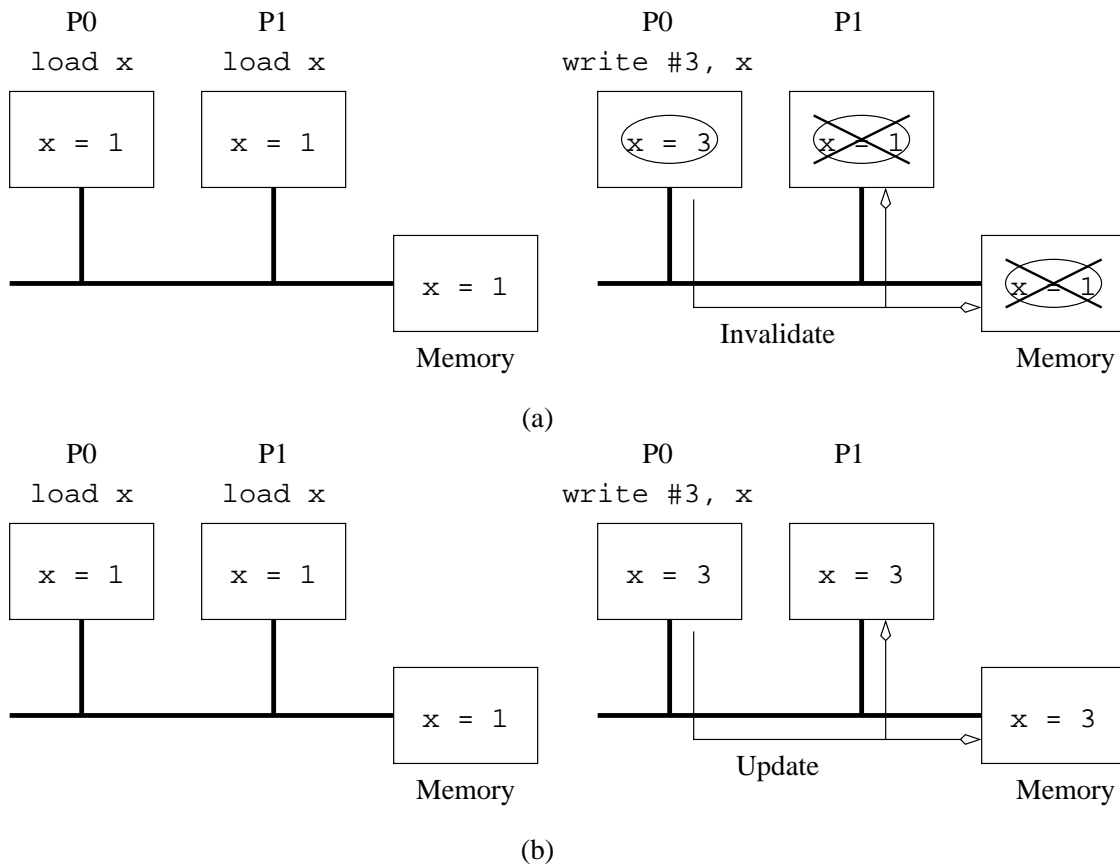 P0 P1 P0 P1
load x load x write #3, x
x = 1 x = 1 x = 3 x = 1
x = 1 x = 1
Invalidate
Memory Memory
(a)
P0 P1 P0 P1
load x load x write #3, x
x = 1 x = 1 x = 3 x = 3
x = 1 x = 3
Update
Memory Memory
(b)